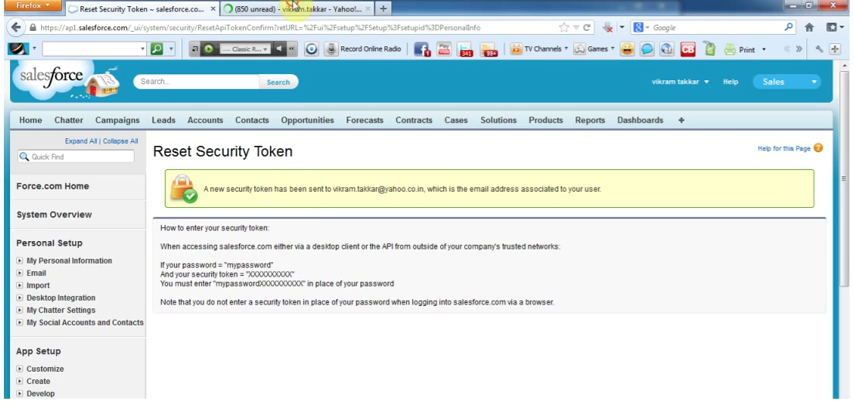 Firefox
Reset Security Token ~ salesforce.co...
(850 unread) - vikram.takkar - Yahoo!...
https://ap1.salesforce.com/_ui/system/security/ResetApiTokenConfirm?retURL=%2Fui%2Fsetup%2FSetup%3Fsetupid%3DPersonalInfo
Google
.... Classic R...
Record Online Radio
341
99+
TV Channels
Games
CB
Print
salesforce
Search...
Search
vikram takkar
Help
Sales
Home Chatter Campaigns Leads Accounts Contacts Opportunities Forecasts Contracts Cases Solutions Products Reports Dashboards +
Expand All | Collapse All
Quick Find
Force.com Home
System Overview
Personal Setup
My Personal Information
Email
Import
Desktop Integration
My Chatter Settings
My Social Accounts and Contacts
App Setup
Customize
Create
Develop
Reset Security Token
Help for this Page
A new security token has been sent to vikram.takkar@yahoo.co.in, which is the email address associated to your user.
How to enter your security token:
When accessing salesforce.com either via a desktop client or the API from outside of your company's trusted networks:
If your password = "mypassword"
And your security token = "XXXXXXXXXX"
You must enter "mypasswordXXXXXXXXXX" in place of your password
Note that you do not enter a security token in place of your password when logging into salesforce.com via a browser.